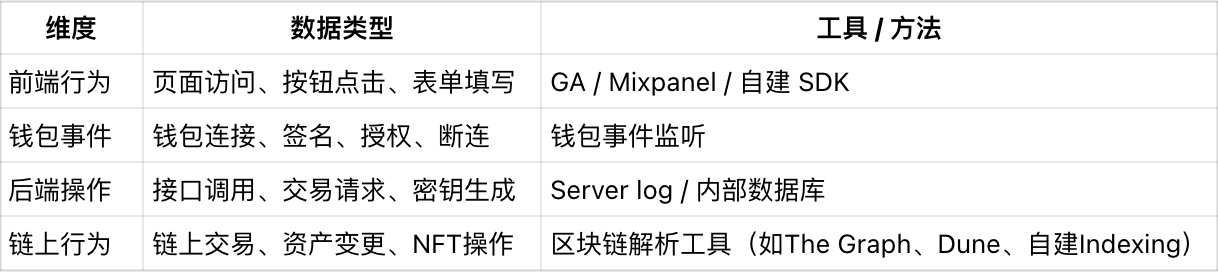 维度 数据类型 工具 / 方法
前端行为 页面访问、按钮点击、表单填写 GA / Mixpanel / 自建 SDK
钱包事件 钱包连接、签名、授权、断连 钱包事件监听
后端操作 接口调用、交易请求、密钥生成 Server log / 内部数据库
链上行为 链上交易、资产变更、NFT操作 区块链解析工具（如The Graph、Dune、自建Indexing）